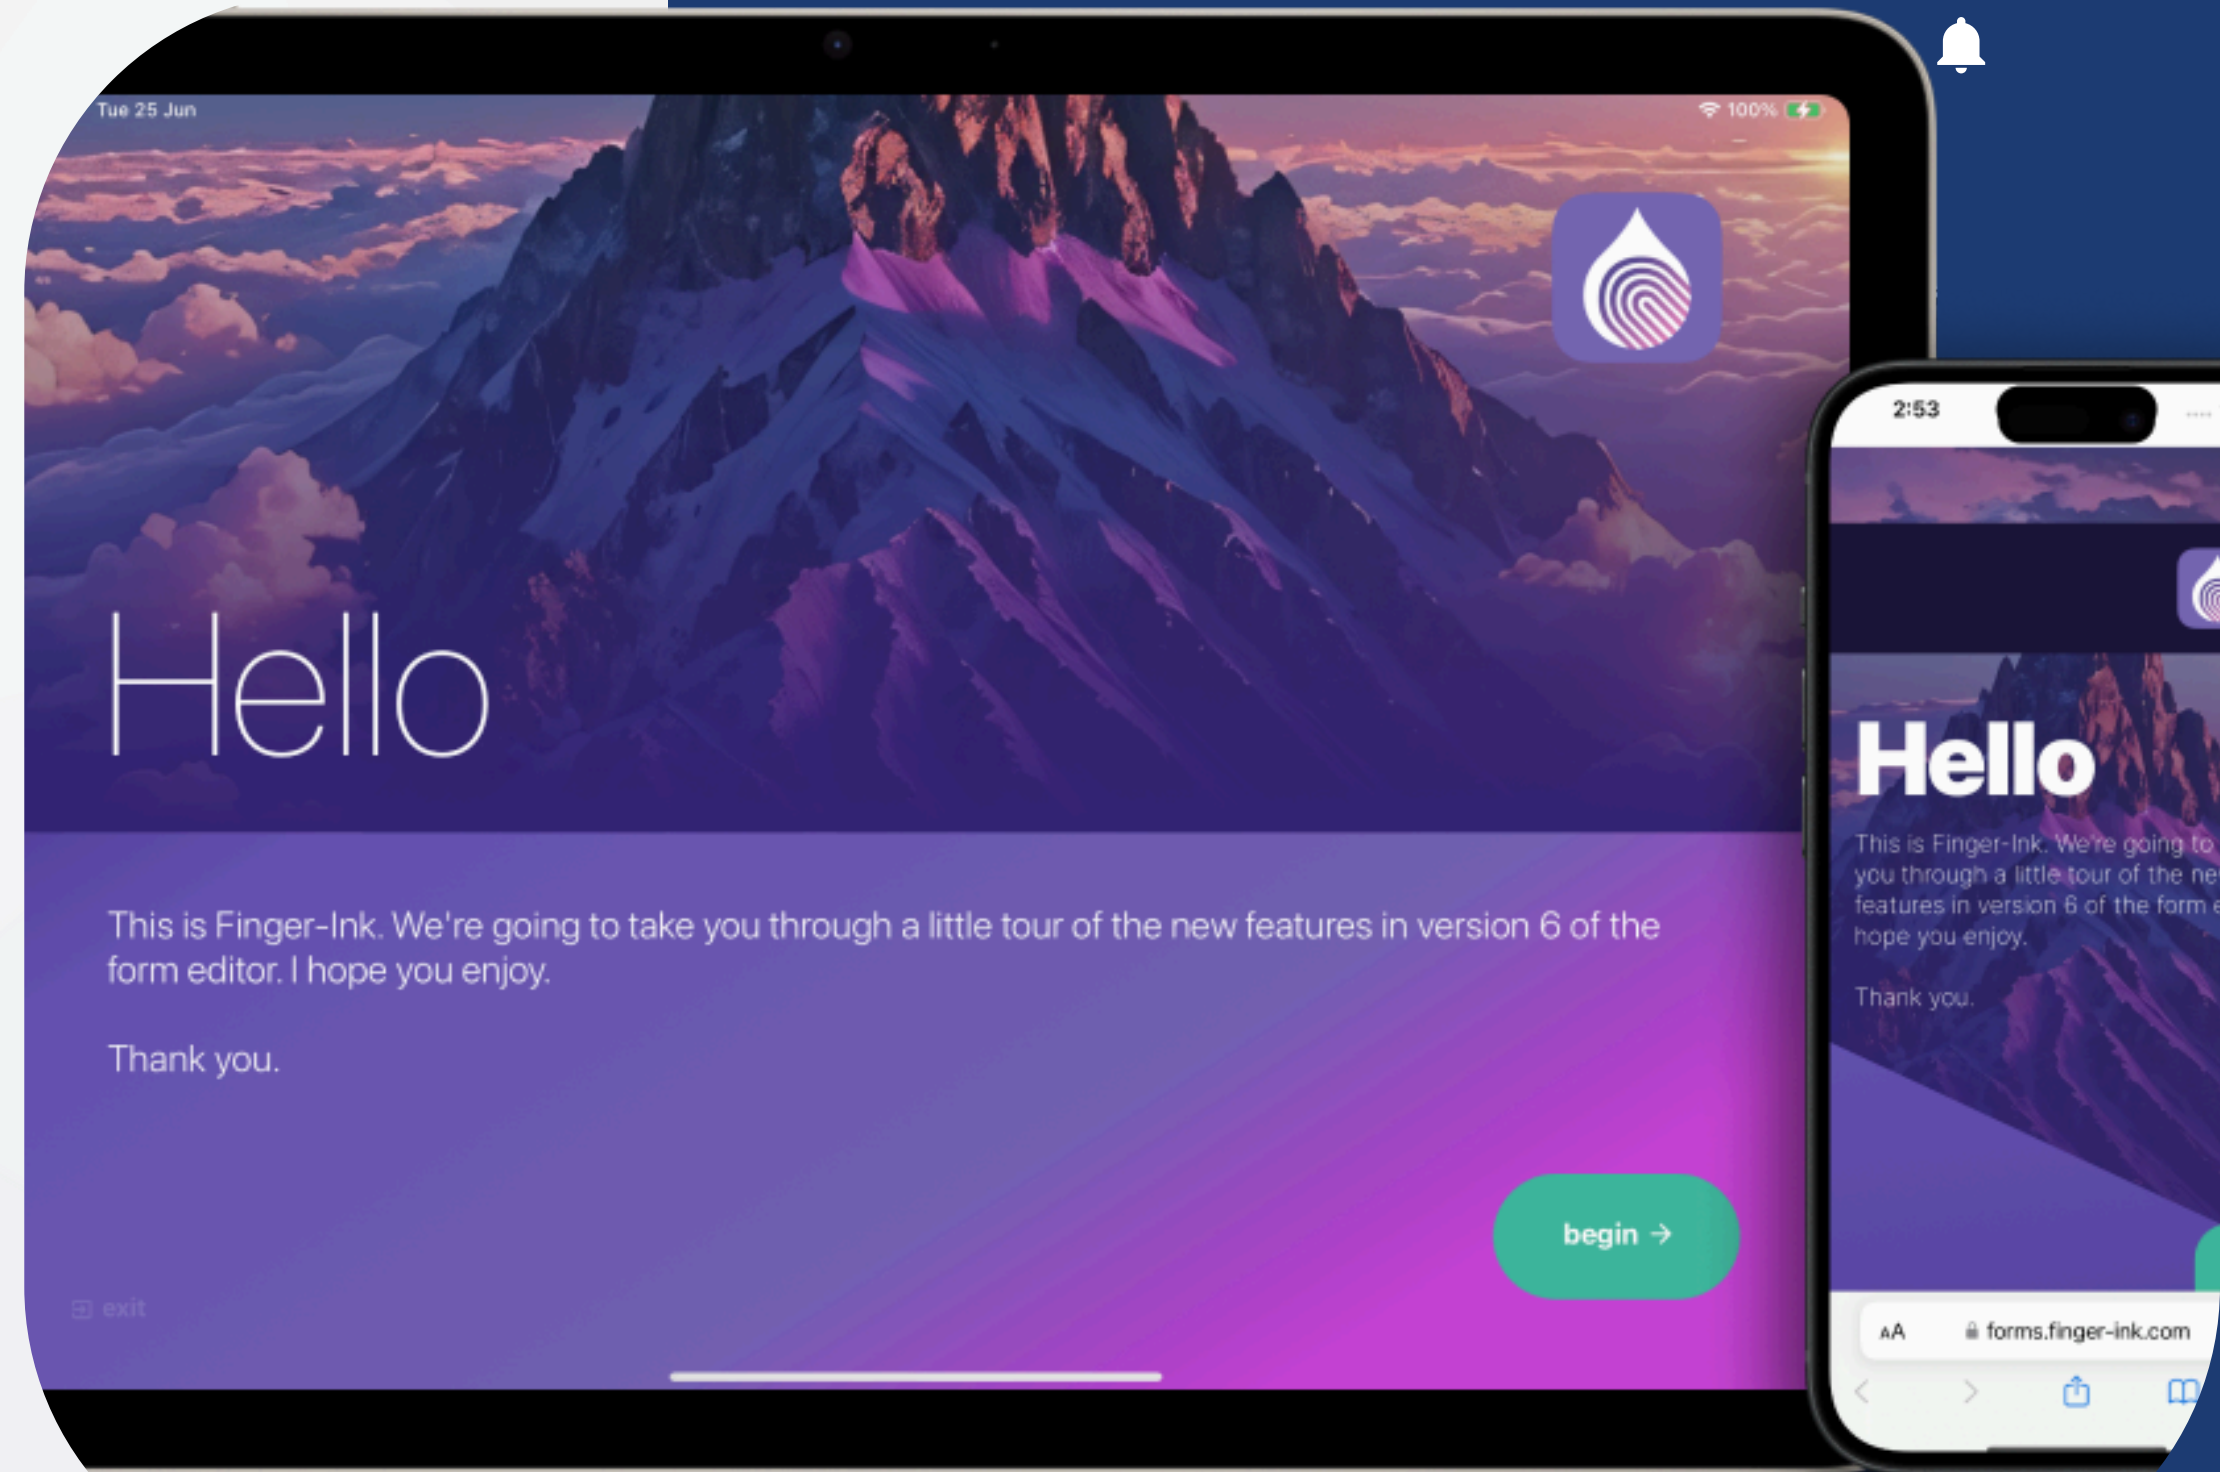 Tue 25 Jun
100%
Hello
This is Finger-Ink. We're going to take you through a little tour of the new features in version 6 of the
form editor. I hope you enjoy.
Thank you.
begin →
exit
2:53
Hello
This is Finger-Ink. We're going to
you through a little tour of the
features in version 6 of the form
hope you enjoy.
Thank you.
AA
forms.finger-ink.com